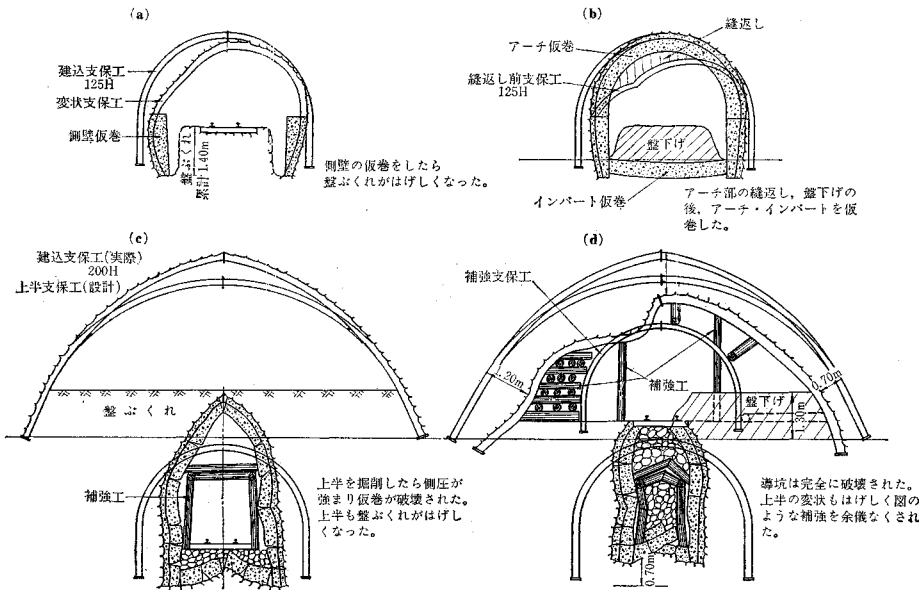 (a)
建込支保工
125H
変状支保工
側壁仮巻
盤ぶくれ
累計1.40m
側壁の仮巻をしたら
盤ぶくれがはげしくなった。
(b)
縫返し
アーチ仮巻
縫返し前支保工
125H
盤下げ
インバート仮巻
アーチ部の縫返し，盤下げの
後，アーチ・インバートを仮
巻した。
(c)
建込支保工(実際)
200H
上半支保工(設計)
盤ぶくれ
補強工
上半を掘削したら側圧が
強まり仮巻が破壊された。
上半も盤ぶくれがはげし
くなった。
(d)
補強支保工
1.20m
補強工
0.70m
盤下げ
1.30m
導坑は完全に破壊された。
上半の変状もはげしく図の
ような補強を余儀なくされ
た。
0.70m